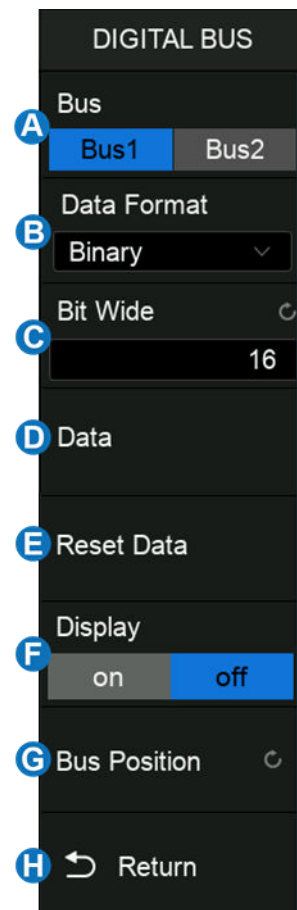 DIGITAL BUS
Bus
A
Bus1 Bus2
Data Format
B
Binary
Bit Wide
C
16
D Data
E Reset Data
Display
F
on off
G Bus Position
H Return